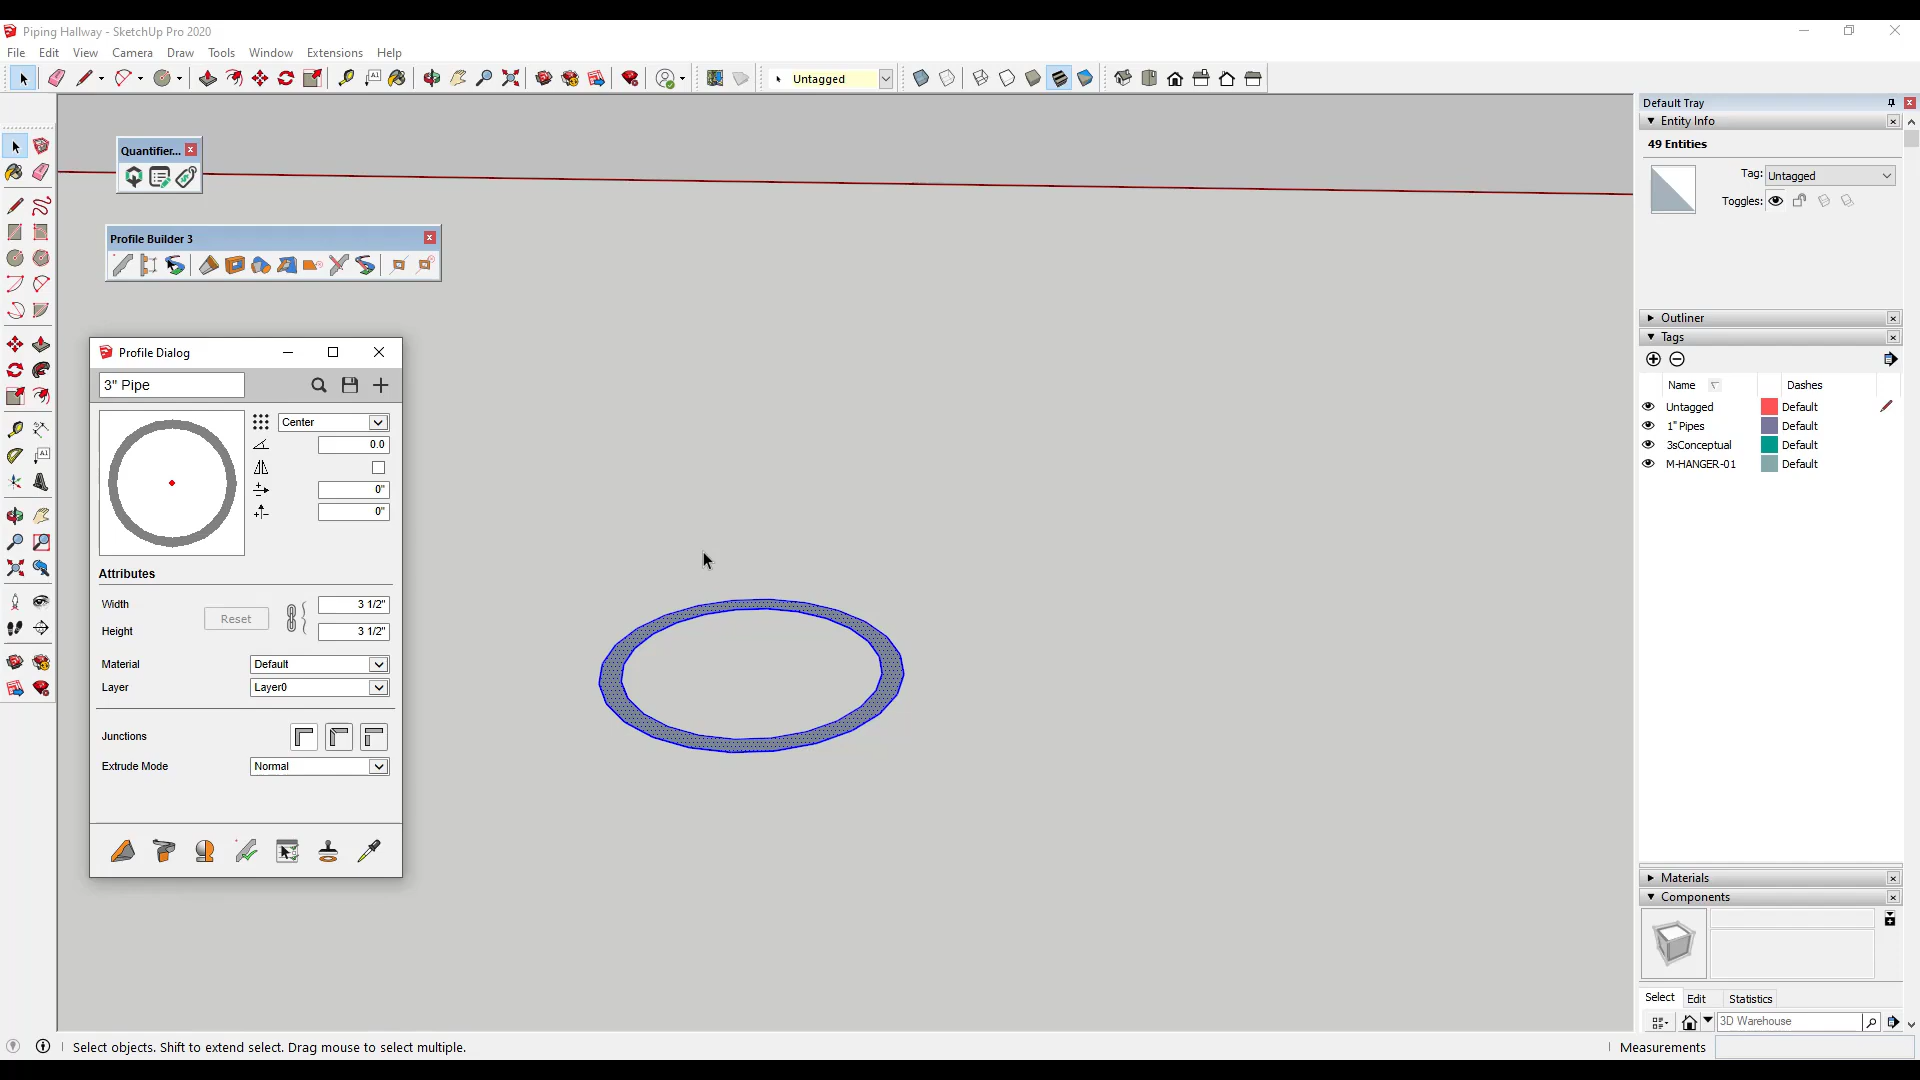 Piping Hallway - SketchUp Pro 2020
File Edit View Camera Draw Tools Window Extensions Help
Untagged
Default Tray
Entity Info
49 Entities
Tag: Untagged
Toggles:
Quantifier...
Profile Builder 3
Outliner
Tags
Name Dashes
Untagged Default
1" Pipes Default
3sConceptual Default
M-HANGER-01 Default
Profile Dialog
3" Pipe
Center
0.0
0"
0"
Attributes
Width 3 1/2"
Reset
Height 3 1/2"
Material Default
Layer Layer0
Junctions
Extrude Mode Normal
Materials
Components
Select Edit Statistics
3D Warehouse
Select objects. Shift to extend select. Drag mouse to select multiple.
Measurements